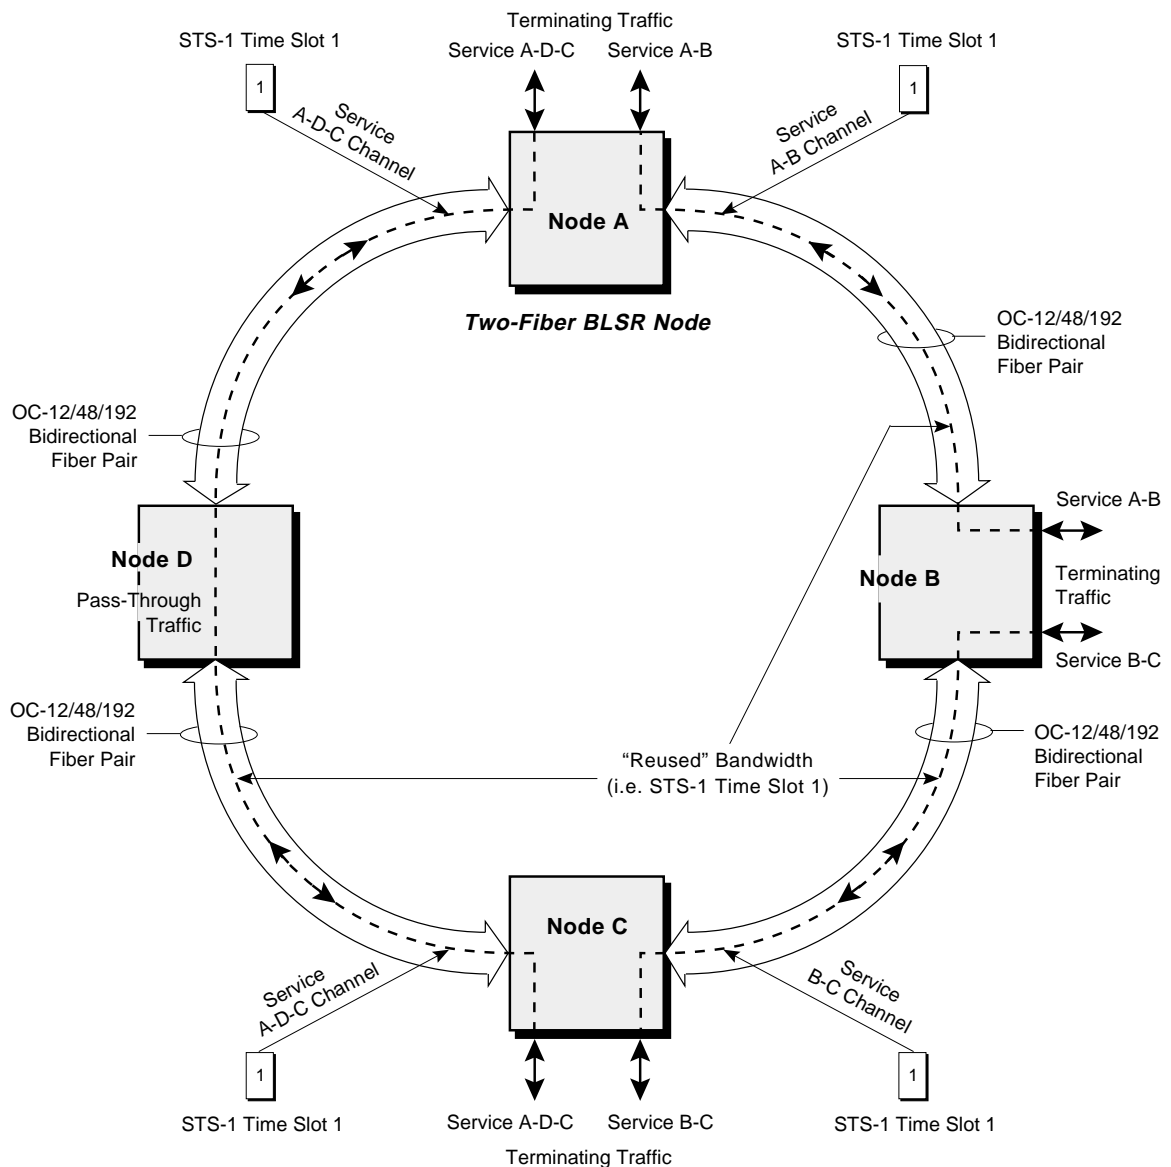 Terminating Traffic
STS-1 Time Slot 1
Service A-D-C
Service A-B
STS-1 Time Slot 1
1
1
Service
A-D-C Channel
Service
A-B Channel
Node A
Two-Fiber BLSR Node
OC-12/48/192
Bidirectional
Fiber Pair
OC-12/48/192
Bidirectional
Fiber Pair
Service A-B
Node D
Pass-Through
Traffic
Node B
Terminating
Traffic
Service B-C
OC-12/48/192
Bidirectional
Fiber Pair
“Reused” Bandwidth
(i.e. STS-1 Time Slot 1)
OC-12/48/192
Bidirectional
Fiber Pair
Node C
Service
A-D-C Channel
Service
B-C Channel
1
1
STS-1 Time Slot 1
Service A-D-C
Service B-C
STS-1 Time Slot 1
Terminating Traffic